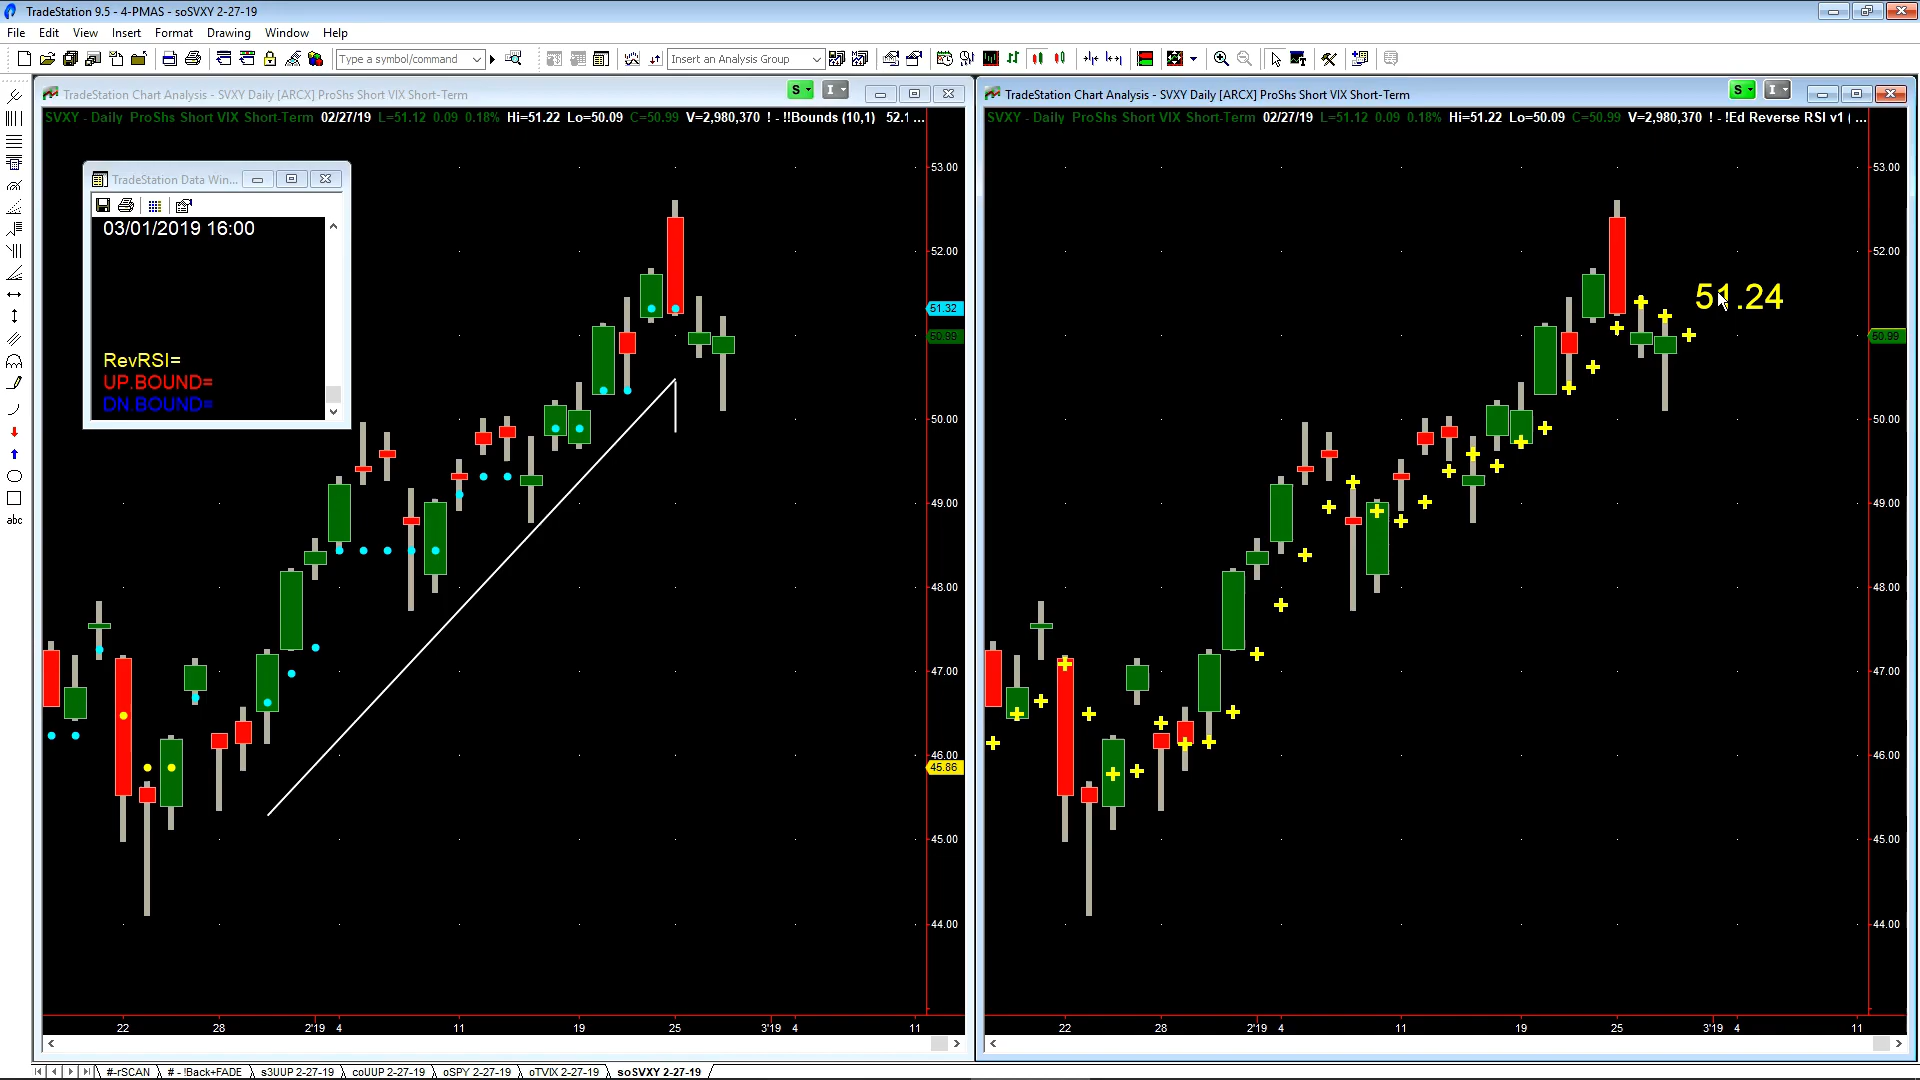 TradeStation 9.5 - 4-PMAS - soSVXY 2-27-19
File Edit View Insert Format Drawing Window Help
Type a symbol/command
Insert an Analysis Group
TradeStation Chart Analysis - SVXY Daily [ARCX] ProShs Short VIX Short-Term
S I
SVXY - Daily ProShs Short VIX Short-Term 02/27/19 L=51.12 0.09 0.18% Hi=51.22 Lo=50.09 C=50.99 V=2,980,370 ! - !!Bounds (10,1) 52.1 ...
TradeStation Data Win...
03/01/2019 16:00
RevRSI=
UP.BOUND=
DN.BOUND=
53.00
52.00
51.32
50.99
50.00
49.00
48.00
47.00
46.00
45.86
45.00
44.00
22 28 2'19 4 11 19 25 3'19 4 11
TradeStation Chart Analysis - SVXY Daily [ARCX] ProShs Short VIX Short-Term
S I
SVXY - Daily ProShs Short VIX Short-Term 02/27/19 L=51.12 0.09 0.18% Hi=51.22 Lo=50.09 C=50.99 V=2,980,370 ! - !Ed Reverse RSI v1 ( ...
51.24
53.00
52.00
50.99
50.00
49.00
48.00
47.00
46.00
45.00
44.00
22 28 2'19 4 11 19 25 3'19 4 11
abc
#-rSCAN # - !Back+FADE s3UUP 2-27-19 coUUP 2-27-19 oSPY 2-27-19 oTVIX 2-27-19 soSVXY 2-27-19